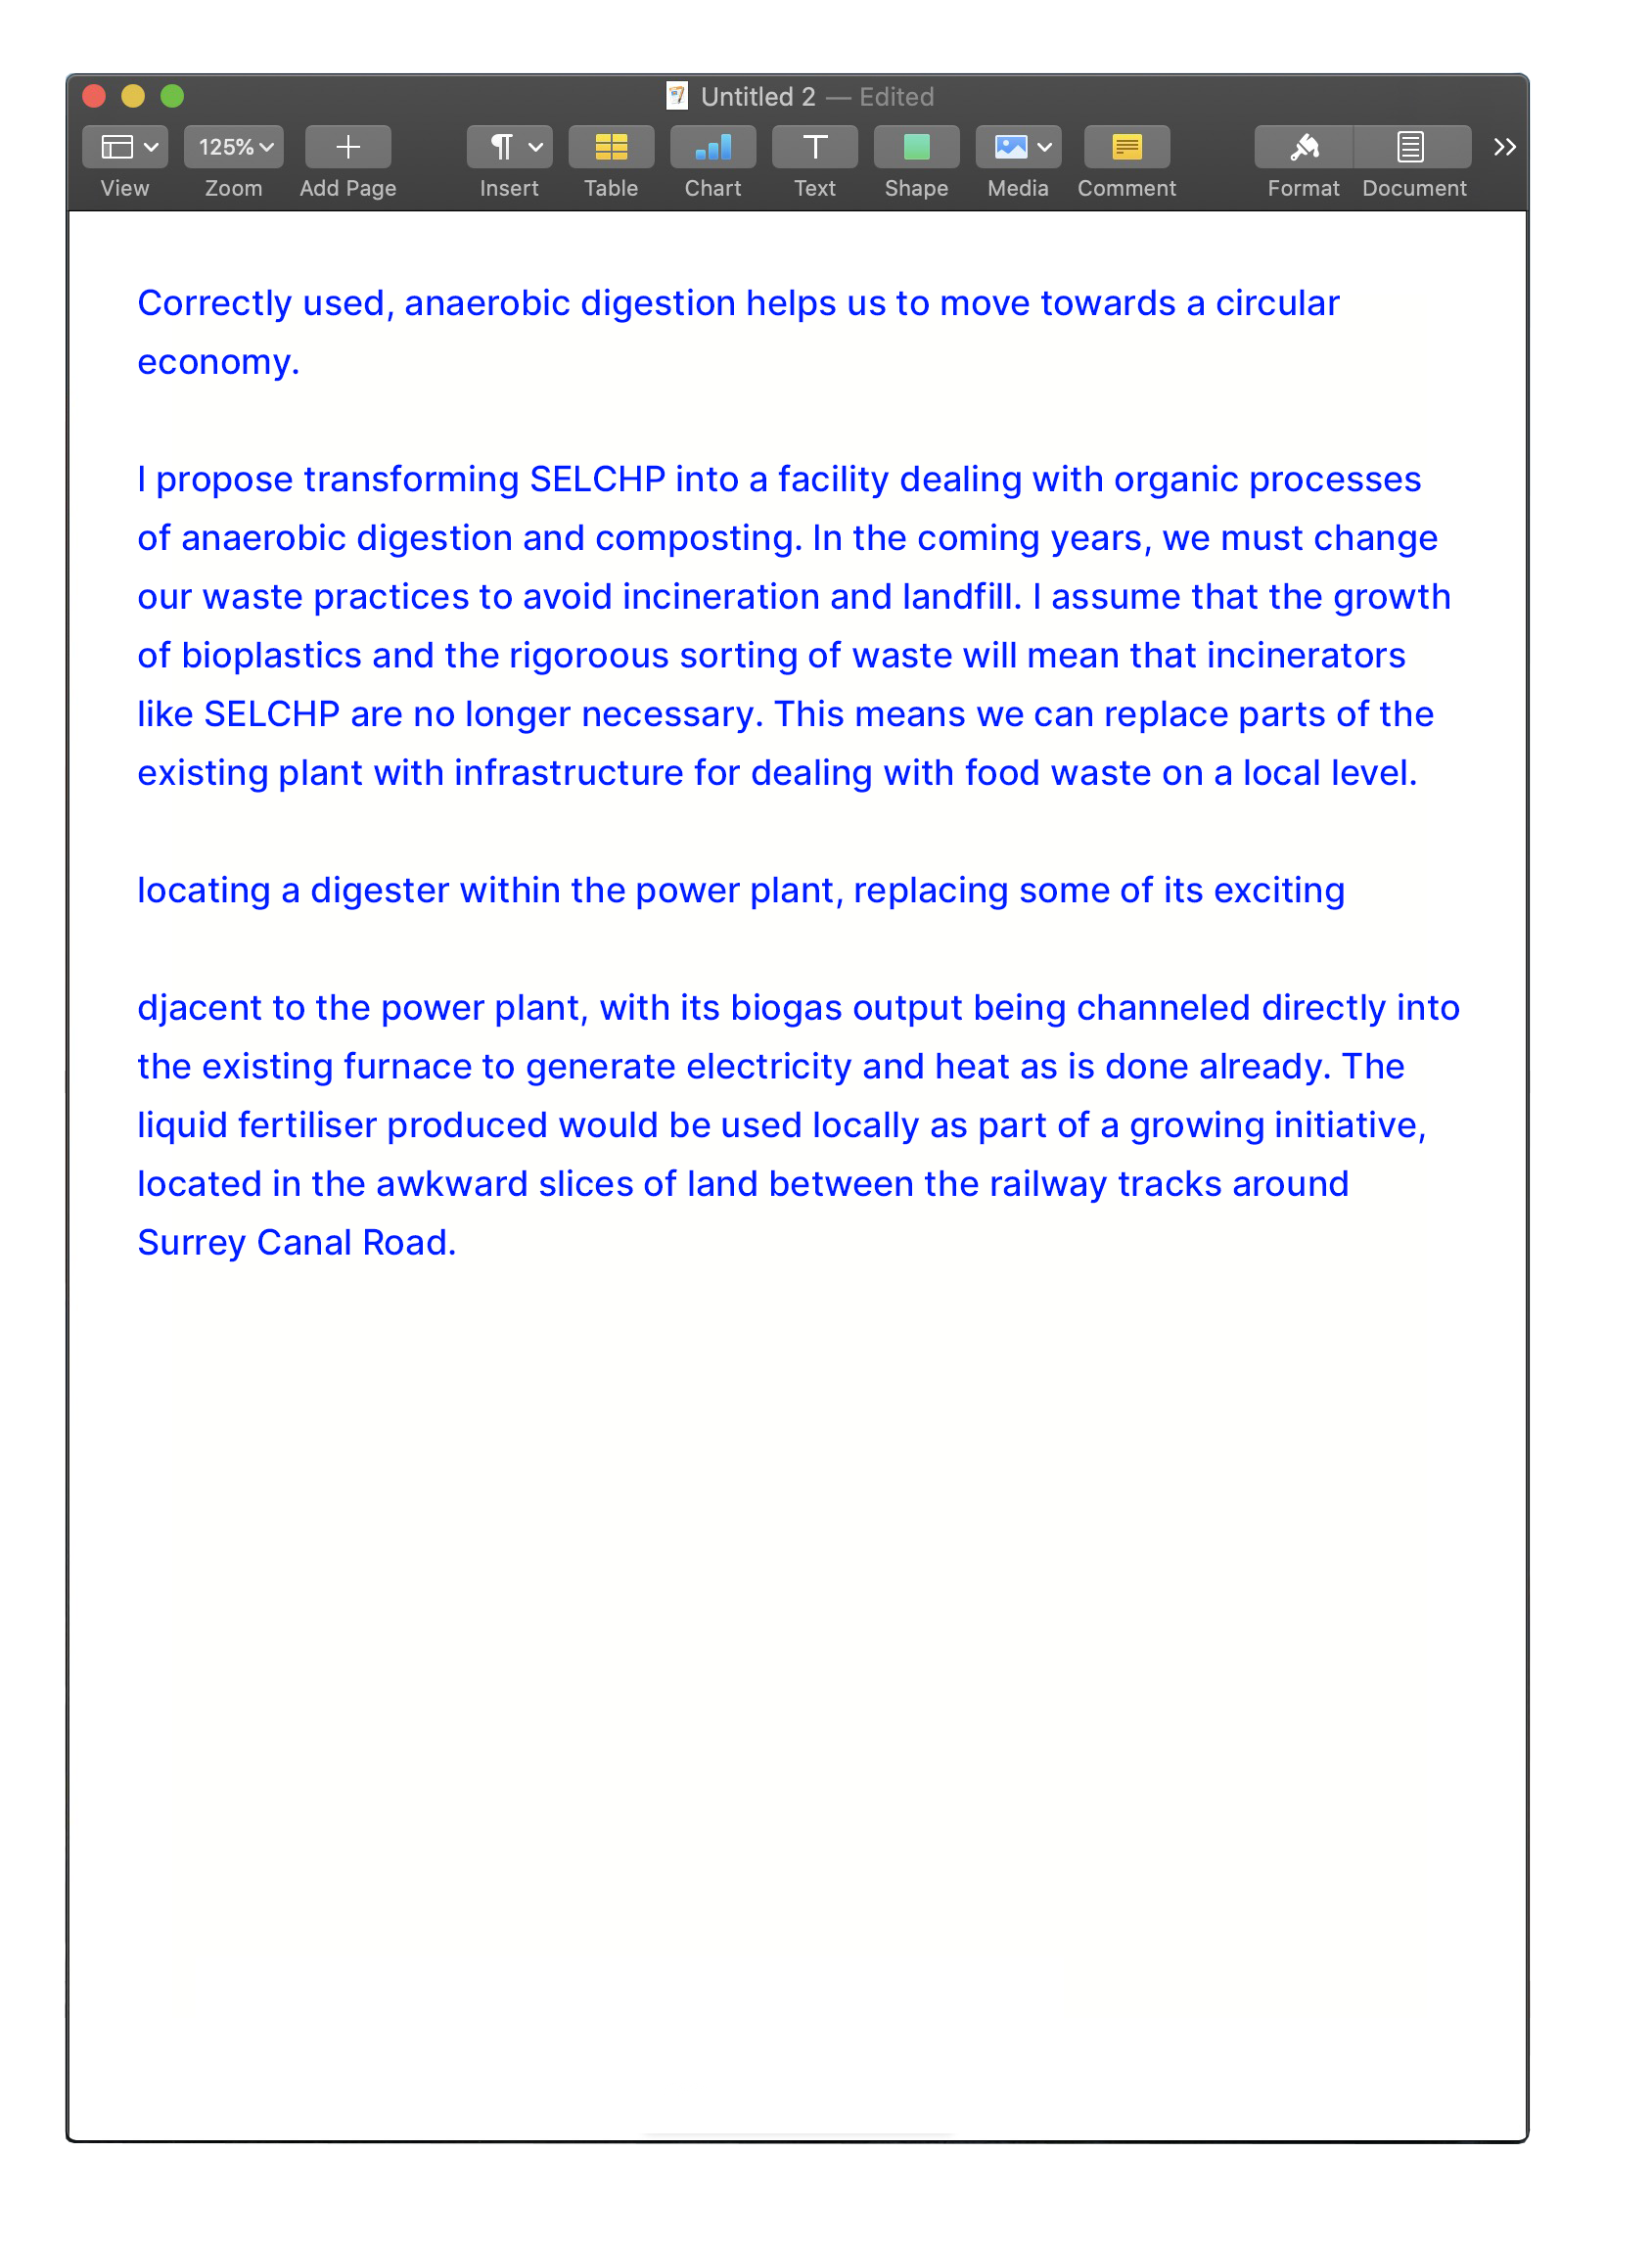 Untitled 2 — Edited
125%
View Zoom Add Page Insert Table Chart Text Shape Media Comment Format Document
Correctly used, anaerobic digestion helps us to move towards a circular
economy.
I propose transforming SELCHP into a facility dealing with organic processes
of anaerobic digestion and composting. In the coming years, we must change
our waste practices to avoid incineration and landfill. I assume that the growth
of bioplastics and the rigoroous sorting of waste will mean that incinerators
like SELCHP are no longer necessary. This means we can replace parts of the
existing plant with infrastructure for dealing with food waste on a local level.
locating a digester within the power plant, replacing some of its exciting
djacent to the power plant, with its biogas output being channeled directly into
the existing furnace to generate electricity and heat as is done already. The
liquid fertiliser produced would be used locally as part of a growing initiative,
located in the awkward slices of land between the railway tracks around
Surrey Canal Road.